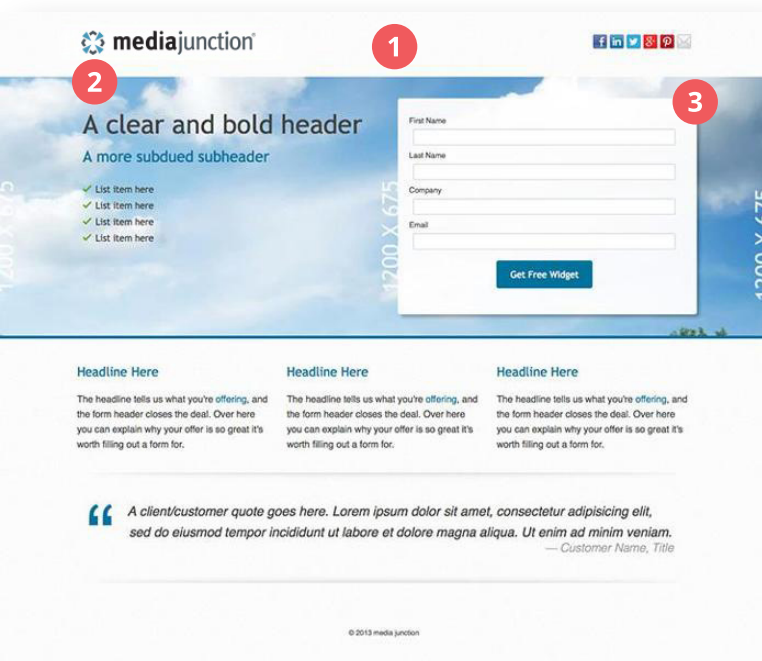 mediajunction®
1
2
3
A clear and bold header
A more subdued subheader
List item here
List item here
List item here
List item here
First Name
Last Name
Company
Email
Get Free Widget
1200 X 675
1200 X 675
1200 X 675
Headline Here
The headline tells us what you're offering, and
the form header closes the deal. Over here
you can explain why your offer is so great it's
worth filling out a form for.
Headline Here
The headline tells us what you're offering, and
the form header closes the deal. Over here
you can explain why your offer is so great it's
worth filling out a form for.
Headline Here
The headline tells us what you're offering, and
the form header closes the deal. Over here
you can explain why your offer is so great it's
worth filling out a form for.
“ A client/customer quote goes here. Lorem ipsum dolor sit amet, consectetur adipisicing elit,
sed do eiusmod tempor incididunt ut labore et dolore magna aliqua. Ut enim ad minim veniam.
— Customer Name, Title
© 2013 media junction